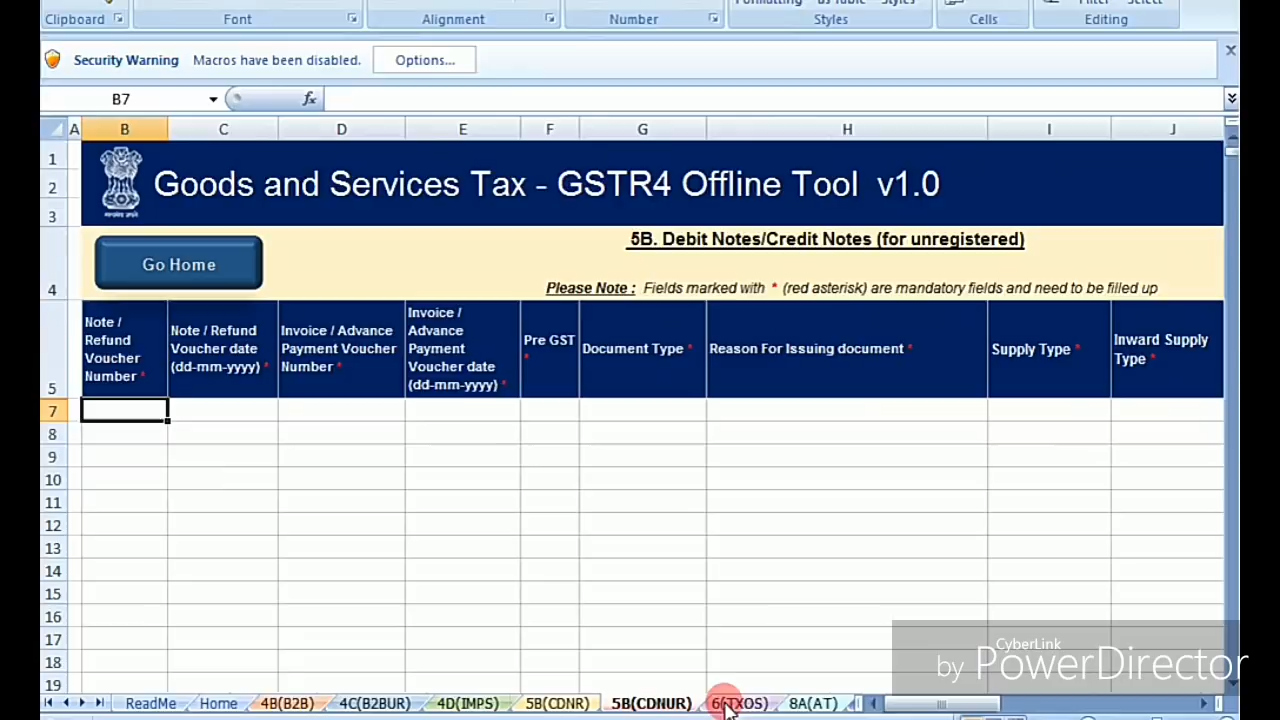 Formatting as Table Styles Filter Select
Clipboard Font Alignment Number Styles Cells Editing
Security Warning Macros have been disabled. Options...
B7 fx
A B C D E F G H I J
1
2 Goods and Services Tax - GSTR4 Offline Tool v1.0
3
5B. Debit Notes/Credit Notes (for unregistered)
Go Home
4 Please Note : Fields marked with * (red asterisk) are mandatory fields and need to be filled up
5
Note /
Refund
Voucher
Number *
Note / Refund
Voucher date
(dd-mm-yyyy) *
Invoice / Advance
Payment Voucher
Number *
Invoice /
Advance
Payment
Voucher date
(dd-mm-yyyy) *
Pre GST
*
Document Type *
Reason For Issuing document *
Supply Type *
Inward Supply
Type *
7
8
9
10
11
12
13
14
15
16
17
18
19
CyberLink
by PowerDirector
ReadMe Home 4B(B2B) 4C(B2BUR) 4D(IMPS) 5B(CDNR) 5B(CDNUR) 6(TXOS) 8A(AT)